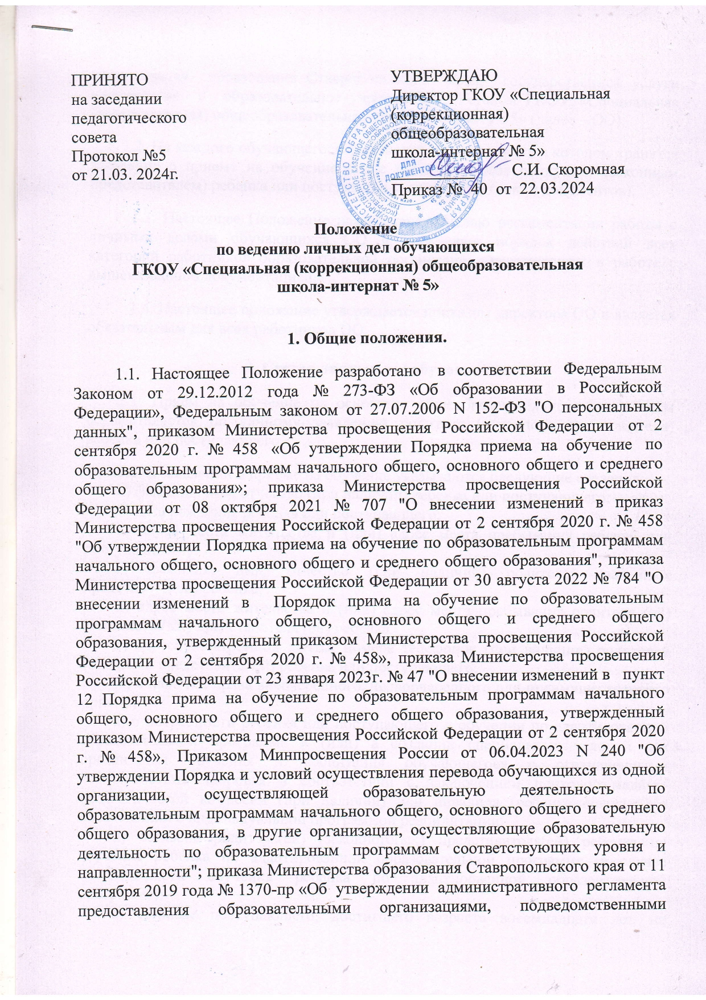 ПРИНЯТО
на заседании
педагогического
совета
Протокол №5
от 21.03. 2024г.
УТВЕРЖДАЮ
Директор ГКОУ «Специальная
(коррекционная)
общеобразовательная
школа-интернат № 5»
С.И. Скоромная
Приказ № 40 от 22.03.2024
ДЛЯ
ДОКУМЕНТОВ
Положение
по ведению личных дел обучающихся
ГКОУ «Специальная (коррекционная) общеобразовательная
школа-интернат № 5»
1. Общие положения.
1.1. Настоящее Положение разработано в соответствии Федеральным
Законом от 29.12.2012 года № 273-ФЗ «Об образовании в Российской
Федерации», Федеральным законом от 27.07.2006 N 152-ФЗ "О персональных
данных", приказом Министерства просвещения Российской Федерации от 2
сентября 2020 г. № 458 «Об утверждении Порядка приема на обучение по
образовательным программам начального общего, основного общего и среднего
общего образования»; приказа Министерства просвещения Российской
Федерации от 08 октября 2021 № 707 "О внесении изменений в приказ
Министерства просвещения Российской Федерации от 2 сентября 2020 г. № 458
"Об утверждении Порядка приема на обучение по образовательным программам
начального общего, основного общего и среднего общего образования", приказа
Министерства просвещения Российской Федерации от 30 августа 2022 № 784 "О
внесении изменений в Порядок прима на обучение по образовательным
программам начального общего, основного общего и среднего общего
образования, утвержденный приказом Министерства просвещения Российской
Федерации от 2 сентября 2020 г. № 458», приказа Министерства просвещения
Российской Федерации от 23 января 2023г. № 47 "О внесении изменений в пункт
12 Порядка прима на обучение по образовательным программам начального
общего, основного общего и среднего общего образования, утвержденный
приказом Министерства просвещения Российской Федерации от 2 сентября 2020
г. № 458», Приказом Минпросвещения России от 06.04.2023 N 240 "Об
утверждении Порядка и условий осуществления перевода обучающихся из одной
организации, осуществляющей образовательную деятельность по
образовательным программам начального общего, основного общего и среднего
общего образования, в другие организации, осуществляющие образовательную
деятельность по образовательным программам соответствующих уровня и
направленности"; приказа Министерства образования Ставропольского края от 11
сентября 2019 года № 1370-пр «Об утверждении административного регламента
предоставления образовательными организациями, подведомственными